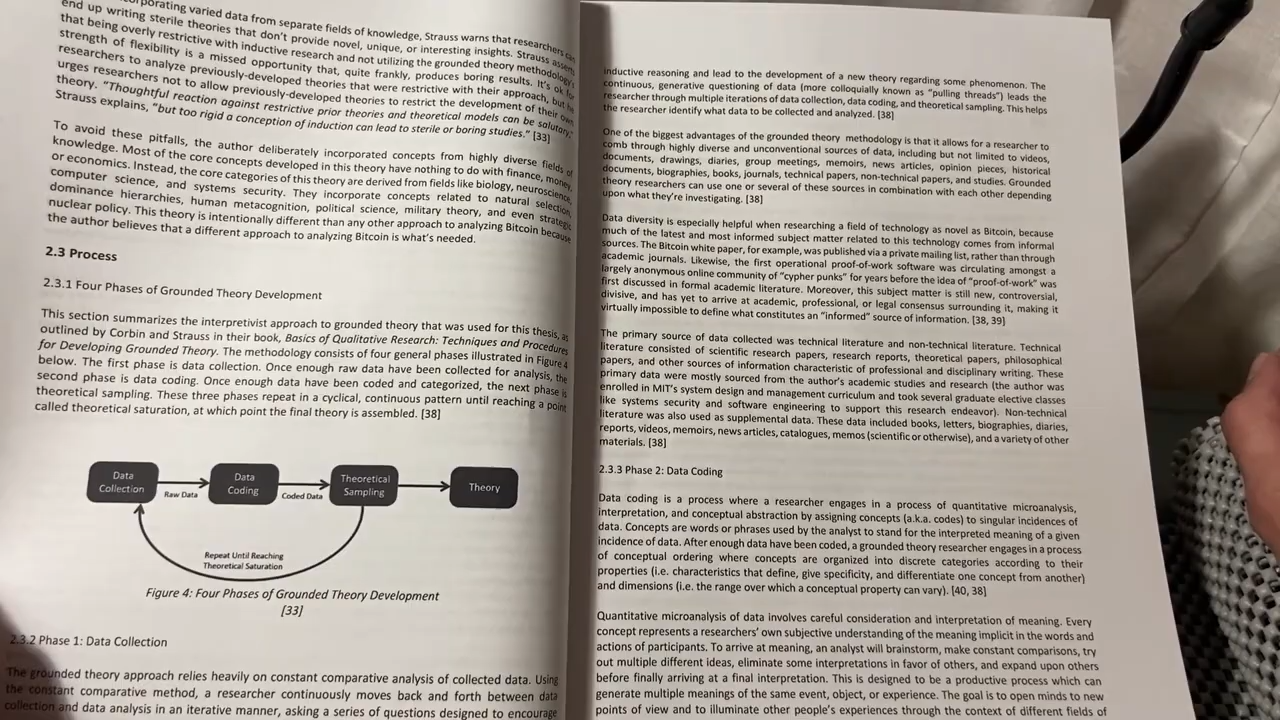 porating varied data from separate fields of knowledge, Strauss warns that researchers can
end up writing sterile theories that don't provide novel, unique, or interesting insights. Strauss asserts
that being overly restrictive with inductive research and not utilizing the grounded theory methodology's
strength of flexibility is a missed opportunity that, quite frankly, produces boring results. It's ok for
researchers to analyze previously-developed theories that were restrictive with their approach, but he
urges researchers not to allow previously-developed theories to restrict the development of their own
theory. "Thoughtful reaction against restrictive prior theories and theoretical models can be salutary,"
Strauss explains, "but too rigid a conception of induction can lead to sterile or boring studies." [33]
To avoid these pitfalls, the author deliberately incorporated concepts from highly diverse fields of
knowledge. Most of the core concepts developed in this theory have nothing to do with finance, money,
or economics. Instead, the core categories of this theory are derived from fields like biology, neuroscience,
computer science, and systems security. They incorporate concepts related to natural selection,
dominance hierarchies, human metacognition, political science, military theory, and even strategic
nuclear policy. This theory is intentionally different than any other approach to analyzing Bitcoin because
the author believes that a different approach to analyzing Bitcoin is what's needed.
2.3 Process
2.3.1 Four Phases of Grounded Theory Development
This section summarizes the interpretivist approach to grounded theory that was used for this thesis, as
outlined by Corbin and Strauss in their book, Basics of Qualitative Research: Techniques and Procedures
for Developing Grounded Theory. The methodology consists of four general phases illustrated in Figure 4
below. The first phase is data collection. Once enough raw data have been collected for analysis, the
second phase is data coding. Once enough data have been coded and categorized, the next phase is
theoretical sampling. These three phases repeat in a cyclical, continuous pattern until reaching a point
called theoretical saturation, at which point the final theory is assembled. [38]
Data
Collection
Raw Data
Data
Coding
Coded Data
Theoretical
Sampling
Theory
Repeat Until Reaching
Theoretical Saturation
Figure 4: Four Phases of Grounded Theory Development
[33]
2.3.2 Phase 1: Data Collection
The grounded theory approach relies heavily on constant comparative analysis of collected data. Using
the constant comparative method, a researcher continuously moves back and forth between data
collection and data analysis in an iterative manner, asking a series of questions designed to encourage
inductive reasoning and lead to the development of a new theory regarding some phenomenon. The
continuous, generative questioning of data (more colloquially known as "pulling threads") leads the
researcher through multiple iterations of data collection, data coding, and theoretical sampling. This helps
the researcher identify what data to be collected and analyzed. [38]
One of the biggest advantages of the grounded theory methodology is that it allows for a researcher to
comb through highly diverse and unconventional sources of data, including but not limited to videos,
documents, drawings, diaries, group meetings, memoirs, news articles, opinion pieces, historical
documents, biographies, books, journals, technical papers, non-technical papers, and studies. Grounded
theory researchers can use one or several of these sources in combination with each other depending
upon what they're investigating. [38]
Data diversity is especially helpful when researching a field of technology as novel as Bitcoin, because
much of the latest and most informed subject matter related to this technology comes from informal
sources. The Bitcoin white paper, for example, was published via a private mailing list, rather than through
academic journals. Likewise, the first operational proof-of-work software was circulating amongst a
largely anonymous online community of "cypher punks" for years before the idea of "proof-of-work" was
first discussed in formal academic literature. Moreover, this subject matter is still new, controversial,
divisive, and has yet to arrive at academic, professional, or legal consensus surrounding it, making it
virtually impossible to define what constitutes an "informed" source of information. [38, 39]
The primary source of data collected was technical literature and non-technical literature. Technical
literature consisted of scientific research papers, research reports, theoretical papers, philosophical
papers, and other sources of information characteristic of professional and disciplinary writing. These
primary data were mostly sourced from the author's academic studies and research (the author was
enrolled in MIT's system design and management curriculum and took several graduate elective classes
like systems security and software engineering to support this research endeavor). Non-technical
literature was also used as supplemental data. These data included books, letters, biographies, diaries,
reports, videos, memoirs, news articles, catalogues, memos (scientific or otherwise), and a variety of other
materials. [38]
2.3.3 Phase 2: Data Coding
Data coding is a process where a researcher engages in a process of quantitative microanalysis,
interpretation, and conceptual abstraction by assigning concepts (a.k.a. codes) to singular incidences of
data. Concepts are words or phrases used by the analyst to stand for the interpreted meaning of a given
incidence of data. After enough data have been coded, a grounded theory researcher engages in a process
of conceptual ordering where concepts are organized into discrete categories according to their
properties (i.e. characteristics that define, give specificity, and differentiate one concept from another)
and dimensions (i.e. the range over which a conceptual property can vary). [40, 38]
Quantitative microanalysis of data involves careful consideration and interpretation of meaning. Every
concept represents a researchers' own subjective understanding of the meaning implicit in the words and
actions of participants. To arrive at meaning, an analyst will brainstorm, make constant comparisons, try
out multiple different ideas, eliminate some interpretations in favor of others, and expand upon others
before finally arriving at a final interpretation. This is designed to be a productive process which can
generate multiple meanings of the same event, object, or experience. The goal is to open minds to new
points of view and to illuminate other people's experiences through the context of different fields of